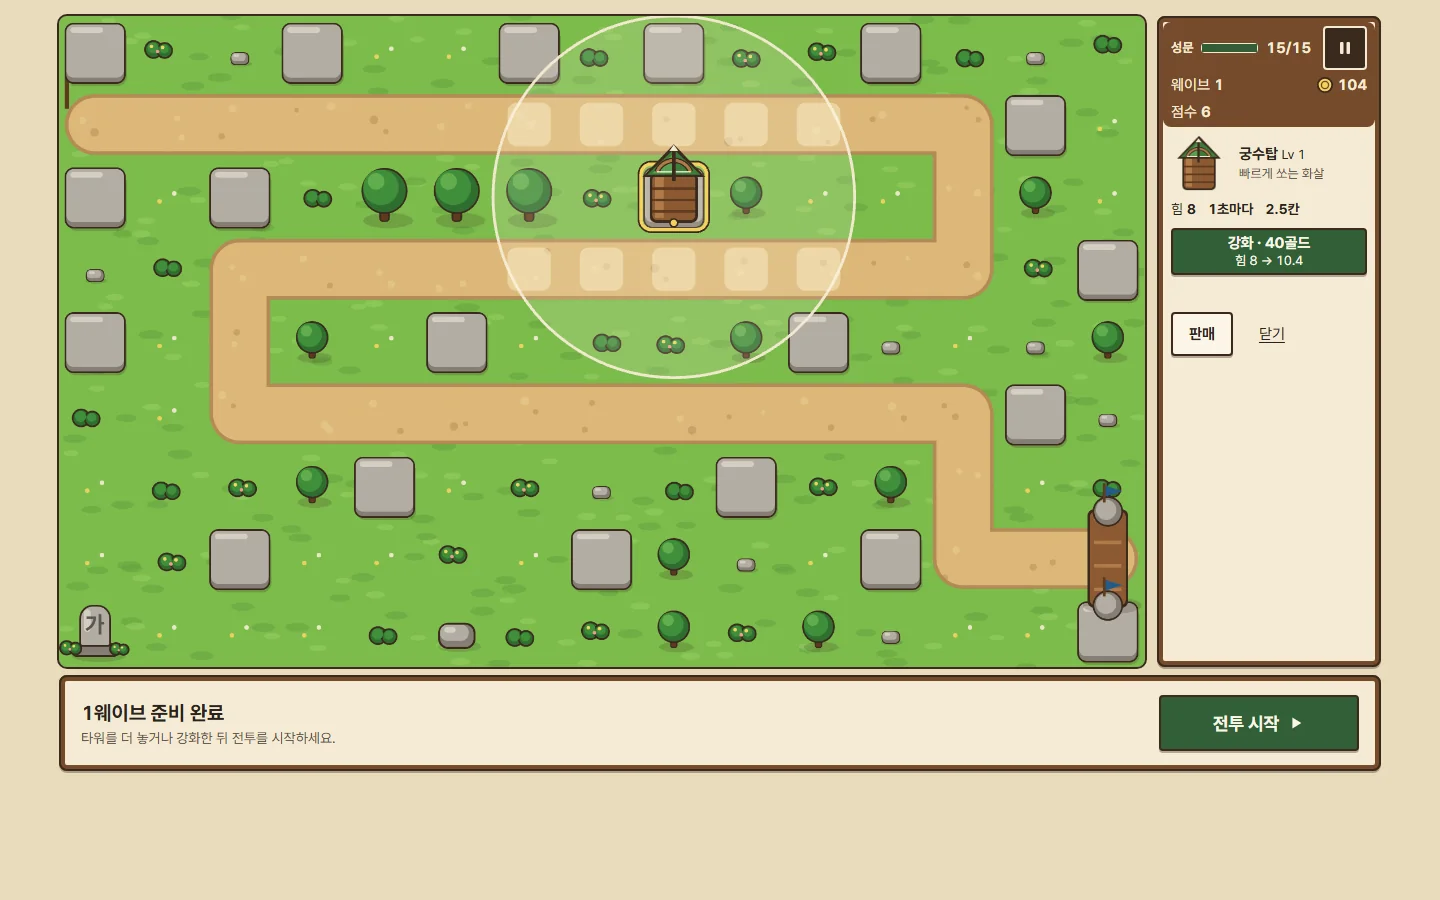 성문 15/15
웨이브 1 104
점수 6
궁수탑 Lv 1
빠르게 쏘는 화살
힘 8 1초마다 2.5칸
강화 · 40골드
힘 8 → 10.4
판매 닫기
가
1웨이브 준비 완료
타워를 더 놓거나 강화한 뒤 전투를 시작하세요.
전투 시작